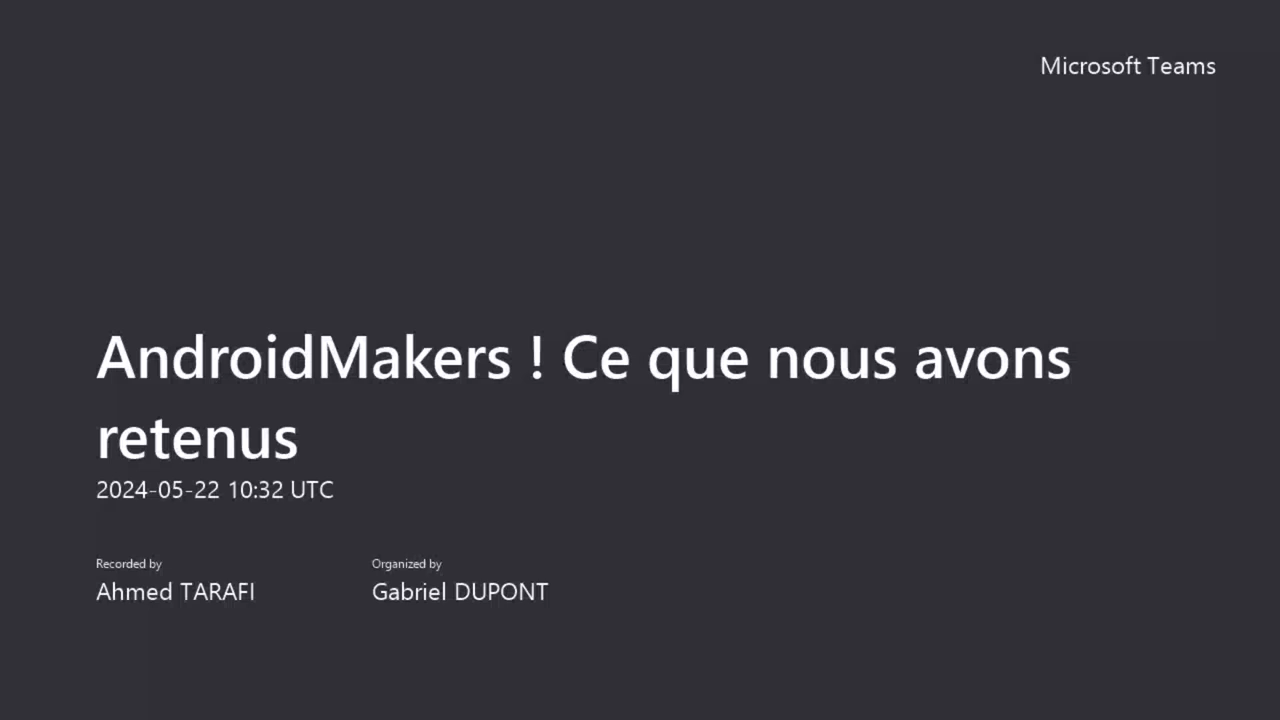 Microsoft Teams
AndroidMakers ! Ce que nous avons
retenus
2024-05-22 10:32 UTC
Recorded by
Ahmed TARAFI
Organized by
Gabriel DUPONT